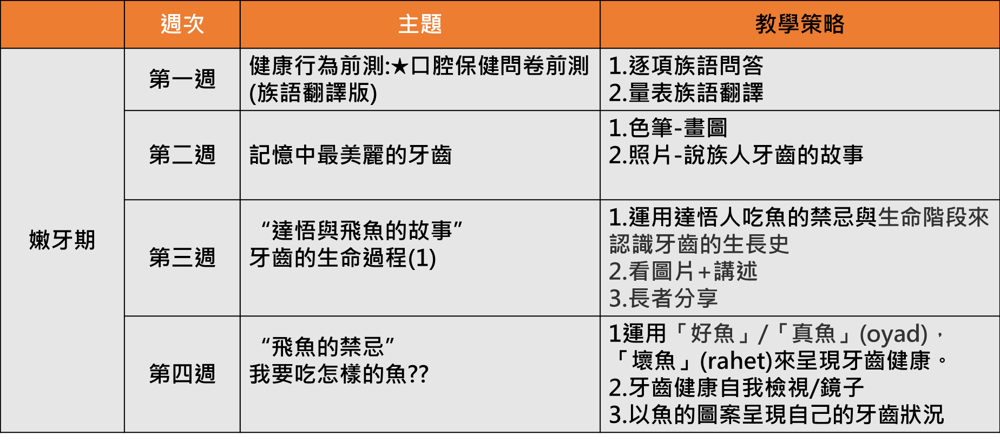 週次
主題
教學策略
嫩牙期
第一週
健康行為前測:★口腔保健問卷前測
(族語翻譯版)
1.逐項族語問答
2.量表族語翻譯
第二週
記憶中最美麗的牙齒
1.色筆-畫圖
2.照片-說族人牙齒的故事
第三週
“達悟與飛魚的故事”
牙齒的生命過程(1)
1.運用達悟人吃魚的禁忌與生命階段來
認識牙齒的生長史
2.看圖片+講述
3.長者分享
第四週
“飛魚的禁忌”
我要吃怎樣的魚??
1運用「好魚」/「真魚」(oyad)，
「壞魚」(rahet)來呈現牙齒健康。
2.牙齒健康自我檢視/鏡子
3.以魚的圖案呈現自己的牙齒狀況